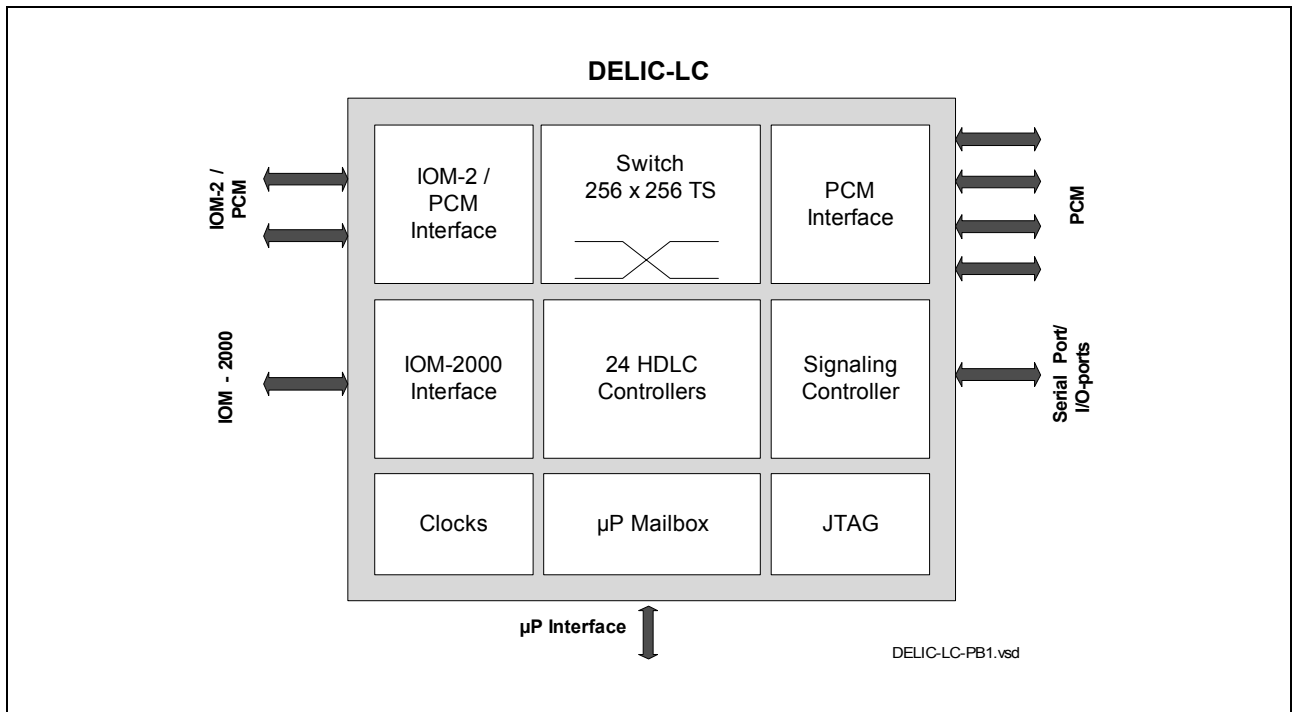 DELIC-LC
IOM-2 /
PCM
IOM-2 /
PCM
Interface
Switch
256 x 256 TS
PCM
Interface
PCM
IOM - 2000
IOM-2000
Interface
24 HDLC
Controllers
Signaling
Controller
Serial Port/
I/O-ports
Clocks
µP Mailbox
JTAG
µP Interface
DELIC-LC-PB1.vsd